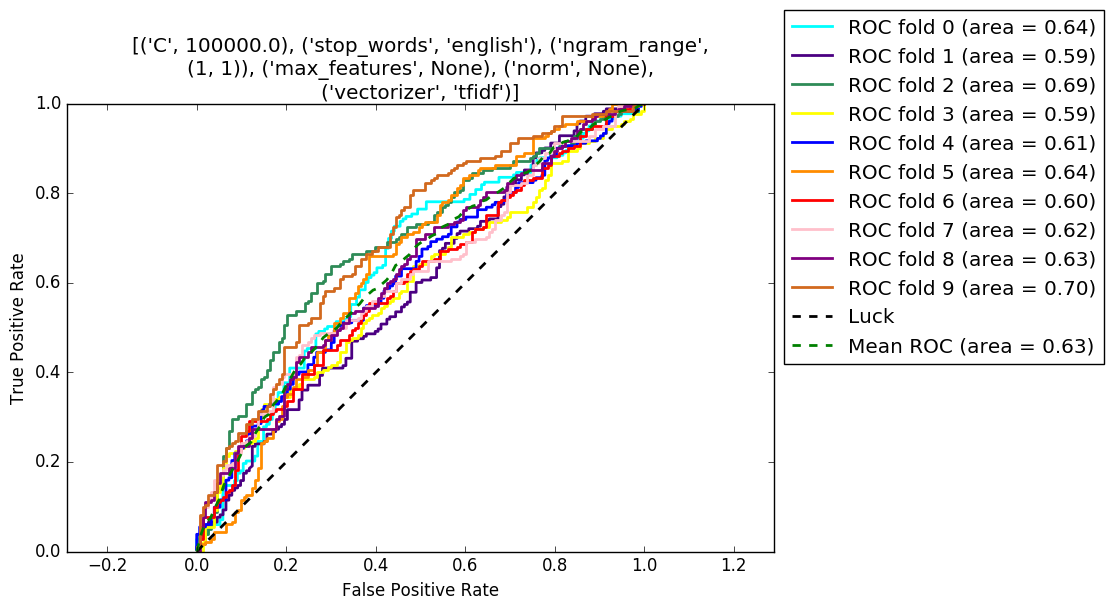 [('C', 100000.0), ('stop_words', 'english'), ('ngram_range',
(1, 1)), ('max_features', None), ('norm', None),
('vectorizer', 'tfidf')]
1.0
0.8
0.6
0.4
0.2
0.0
True Positive Rate
−0.2 0.0 0.2 0.4 0.6 0.8 1.0 1.2
False Positive Rate
ROC fold 0 (area = 0.64)
ROC fold 1 (area = 0.59)
ROC fold 2 (area = 0.69)
ROC fold 3 (area = 0.59)
ROC fold 4 (area = 0.61)
ROC fold 5 (area = 0.64)
ROC fold 6 (area = 0.60)
ROC fold 7 (area = 0.62)
ROC fold 8 (area = 0.63)
ROC fold 9 (area = 0.70)
Luck
Mean ROC (area = 0.63)